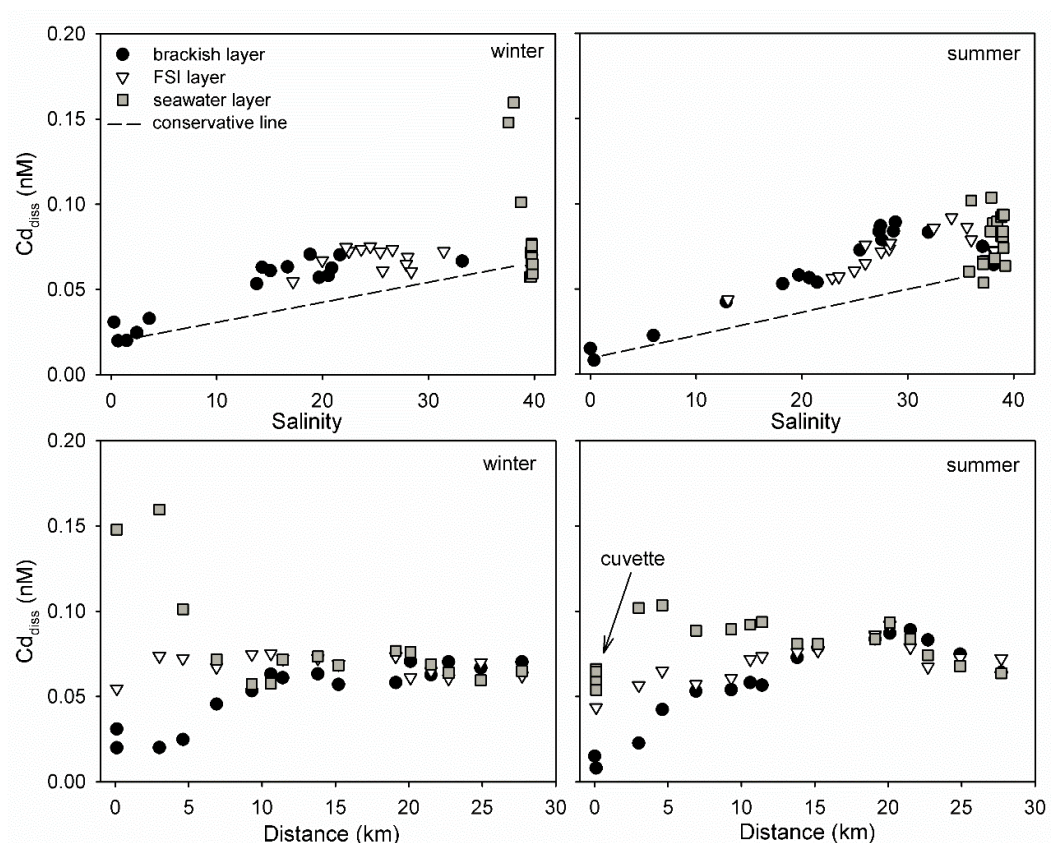 0.20
0.15
0.10
0.05
0.00
Cd_diss (nM)
brackish layer
FSI layer
seawater layer
conservative line
winter
0 10 20 30 40
Salinity
summer
0 10 20 30 40
Salinity
0.20
0.15
0.10
0.05
0.00
Cd_diss (nM)
winter
0 5 10 15 20 25 30
Distance (km)
summer
cuvette
0 5 10 15 20 25 30
Distance (km)